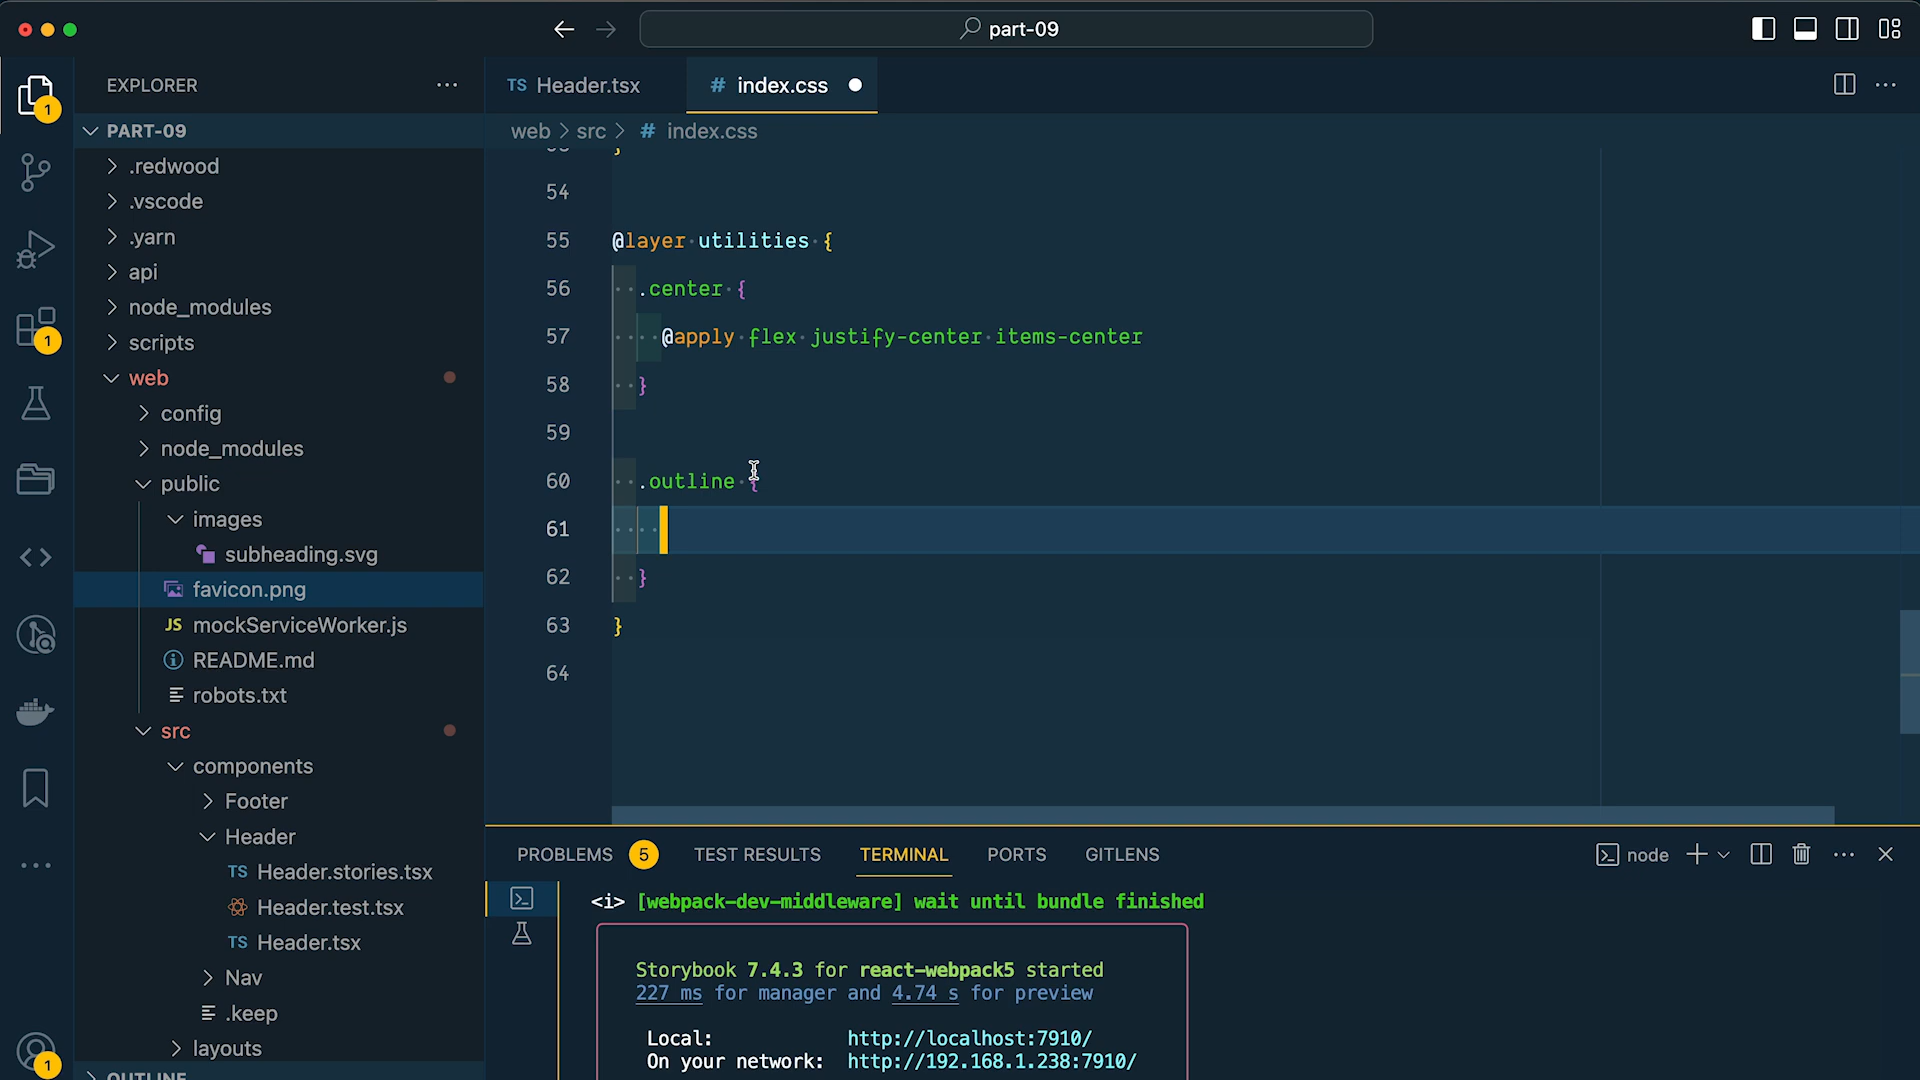 part-09
EXPLORER
TS Header.tsx
# index.css
1
PART-09
web > src > # index.css
.redwood
.vscode
.yarn
api
node_modules
scripts
web
config
node_modules
public
images
subheading.svg
favicon.png
JS mockServiceWorker.js
README.md
robots.txt
src
components
Footer
Header
TS Header.stories.tsx
Header.test.tsx
TS Header.tsx
Nav
.keep
layouts
OUTLINE
1
1
53 }
54
55 @layer utilities {
56 .center {
57 @apply flex justify-center items-center
58 }
59
60 .outline {
61
62 }
63 }
64
PROBLEMS 5 TEST RESULTS TERMINAL PORTS GITLENS
node
<i> [webpack-dev-middleware] wait until bundle finished
Storybook 7.4.3 for react-webpack5 started
227 ms for manager and 4.74 s for preview
Local: http://localhost:7910/
On your network: http://192.168.1.238:7910/